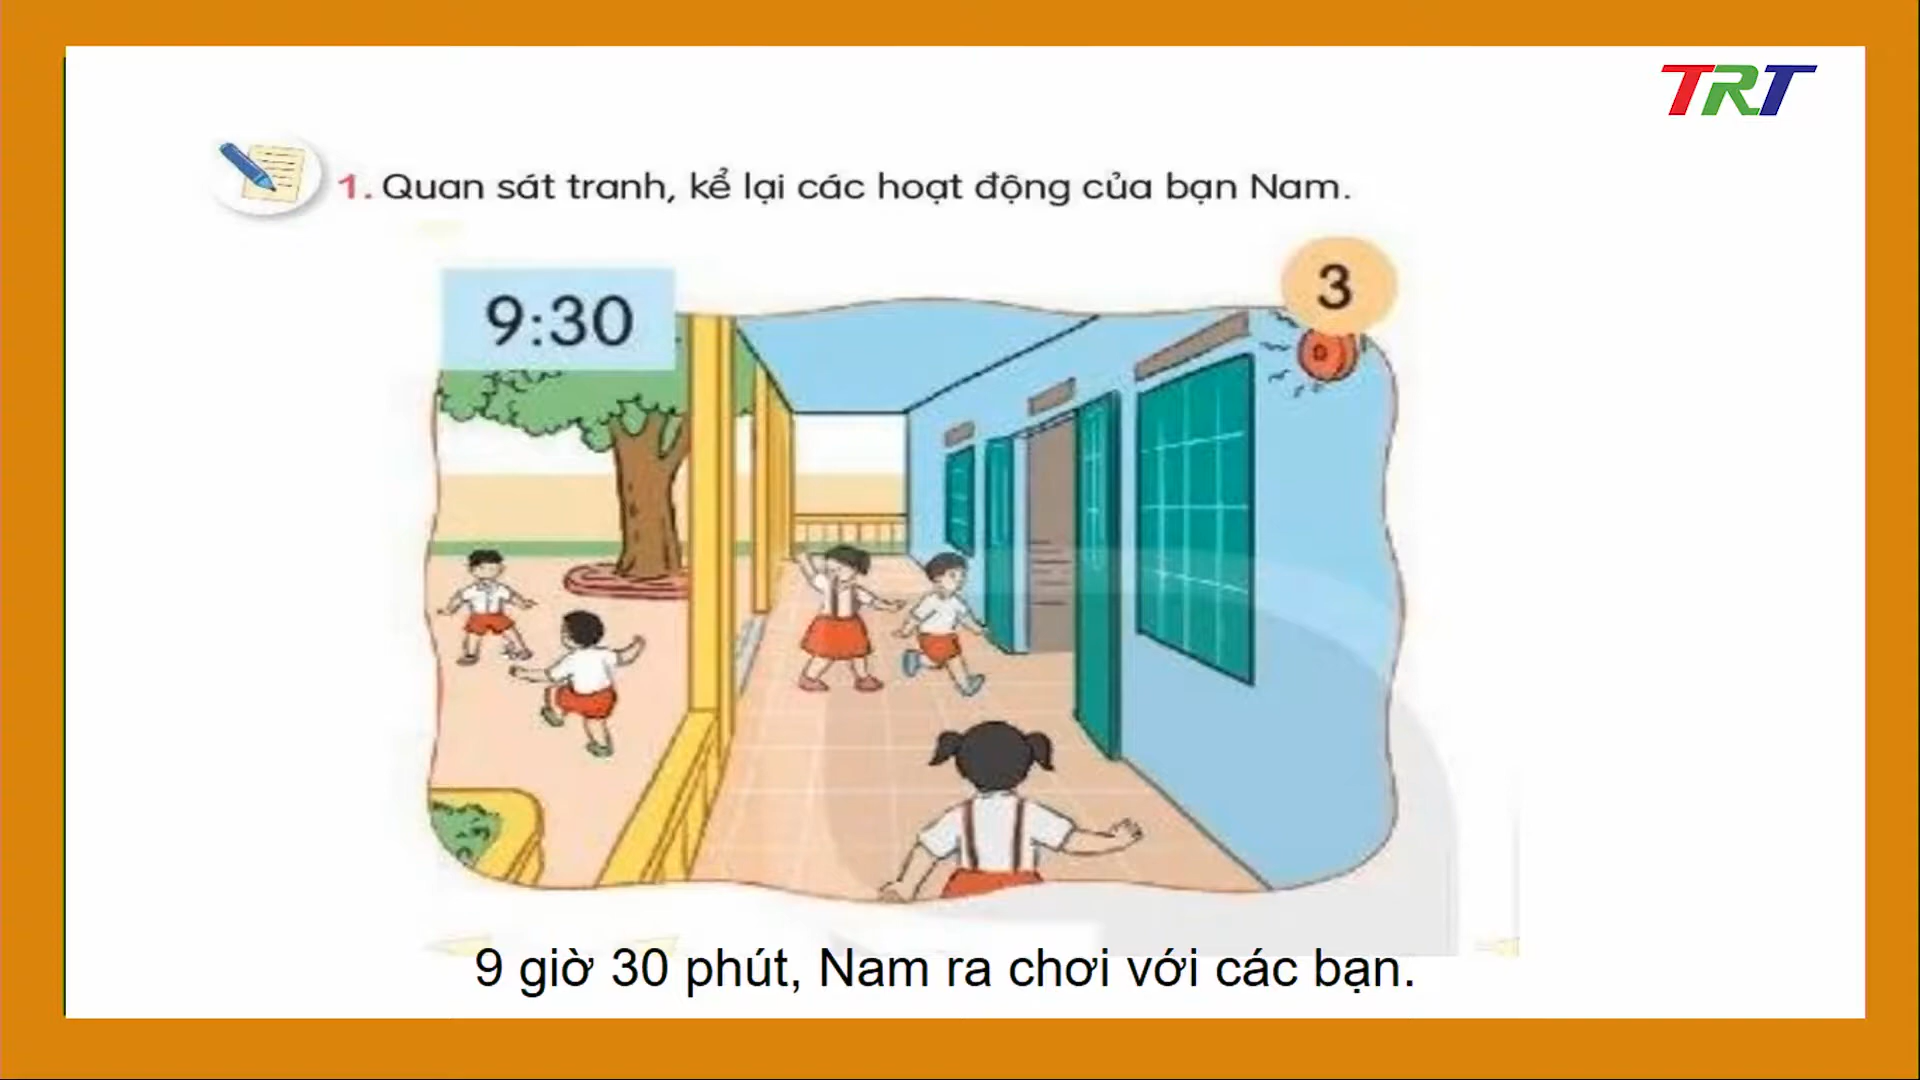 TRT
1. Quan sát tranh, kể lại các hoạt động của bạn Nam.
9:30
3
9 giờ 30 phút, Nam ra chơi với các bạn.